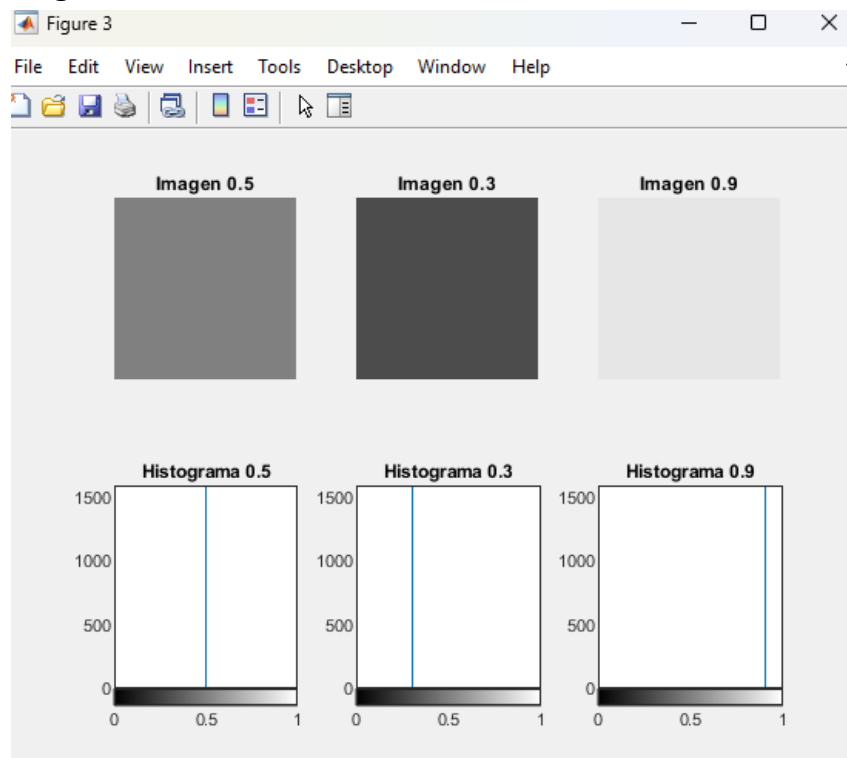 Figure 3
File Edit View Insert Tools Desktop Window Help
Imagen 0.5 Imagen 0.3 Imagen 0.9
Histograma 0.5 Histograma 0.3 Histograma 0.9
1500 1500 1500
1000 1000 1000
500 500 500
0 0 0
0 0.5 1 0 0.5 1 0 0.5 1